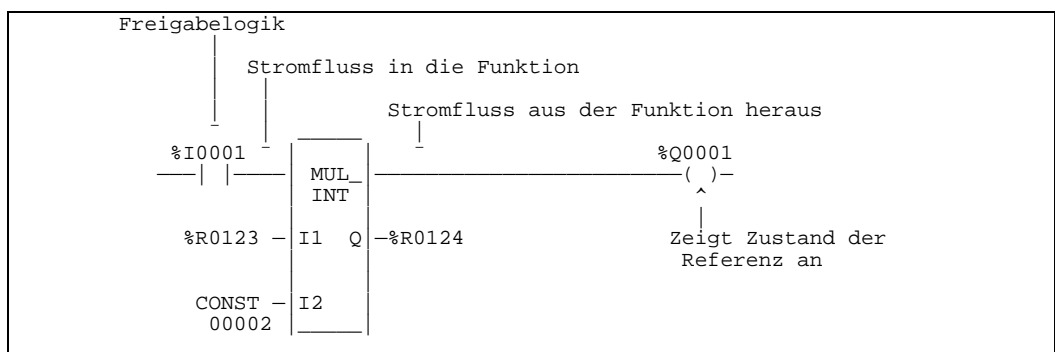 Freigabelogik
Stromfluss in die Funktion
Stromfluss aus der Funktion heraus
%I0001
%Q0001
MUL_
INT
( )
%R0123
I1
Q
%R0124
Zeigt Zustand der
Referenz an
CONST
I2
00002